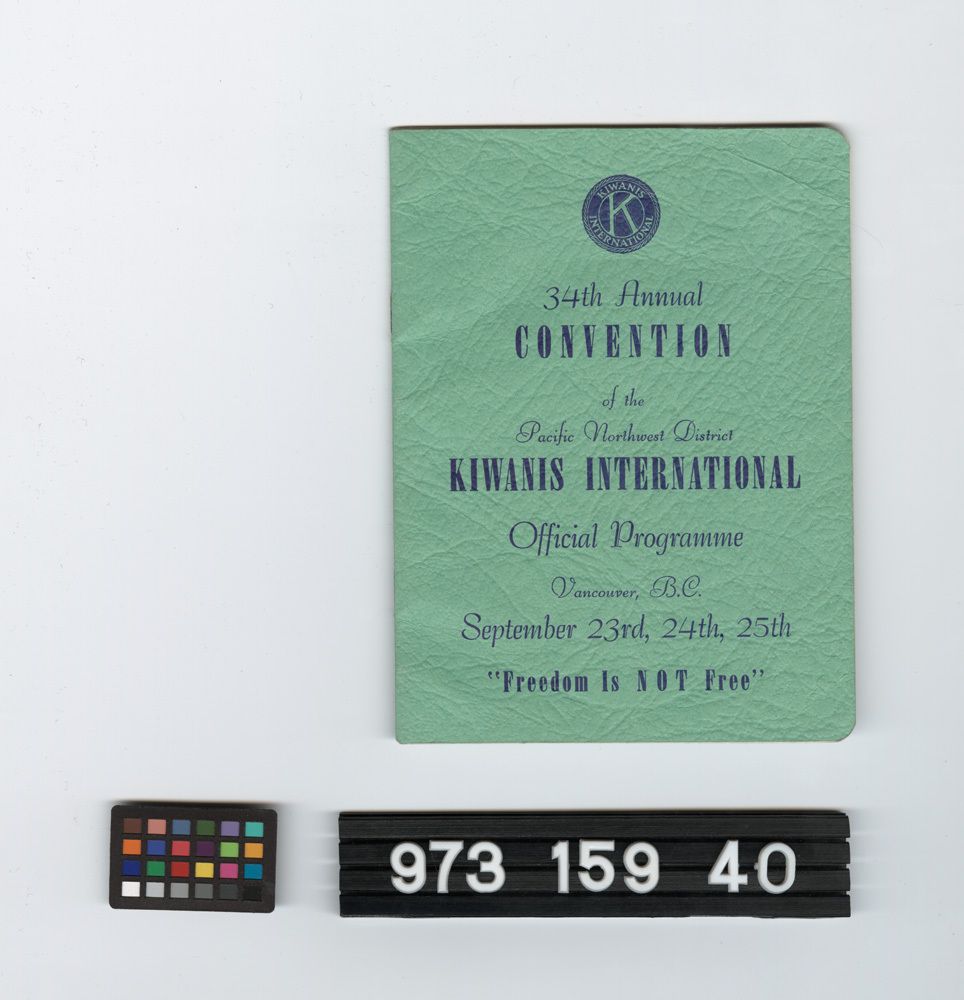 KIWANIS
K
INTERNATIONAL
34th Annual
CONVENTION
of the
Pacific Northwest District
KIWANIS INTERNATIONAL
Official Programme
Vancouver, B.C.
September 23rd, 24th, 25th
"Freedom Is NOT Free"
973 159 40